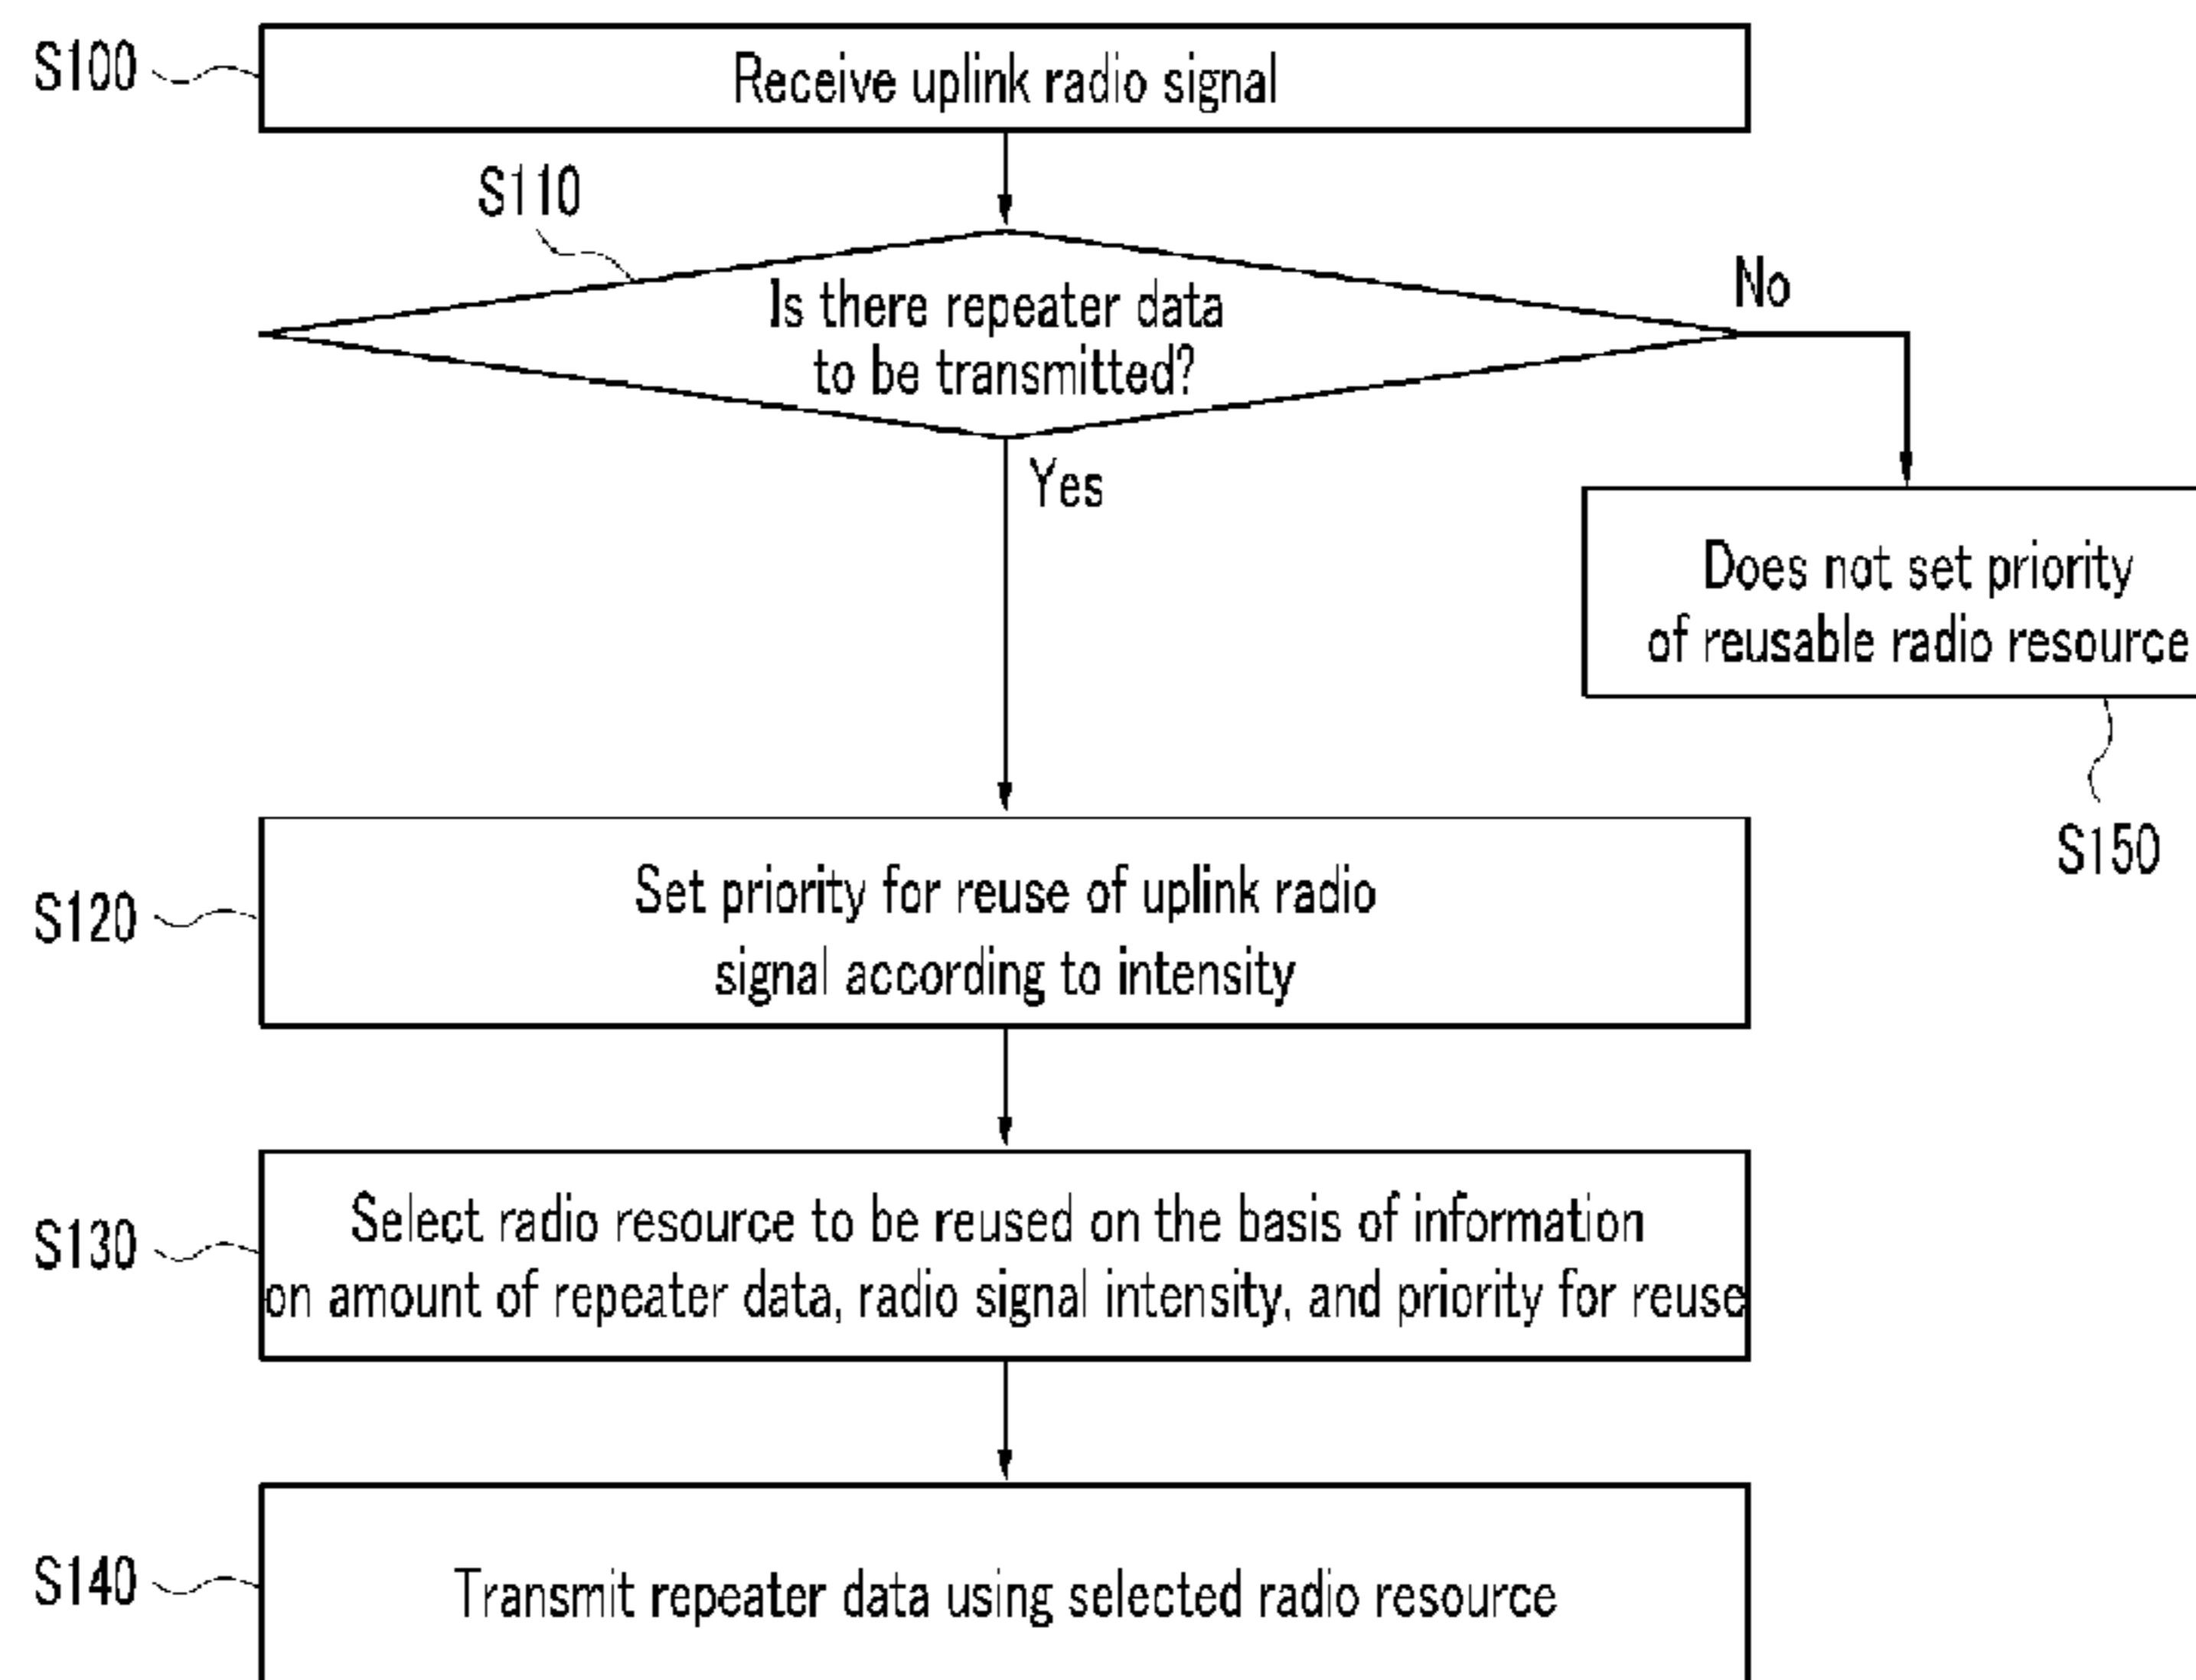 S100
Receive uplink radio signal
S110
Is there repeater data
to be transmitted?
No
Yes
Does not set priority
of reusable radio resource
S150
S120
Set priority for reuse of uplink radio
signal according to intensity
S130
Select radio resource to be reused on the basis of information
on amount of repeater data, radio signal intensity, and priority for reuse
S140
Transmit repeater data using selected radio resource